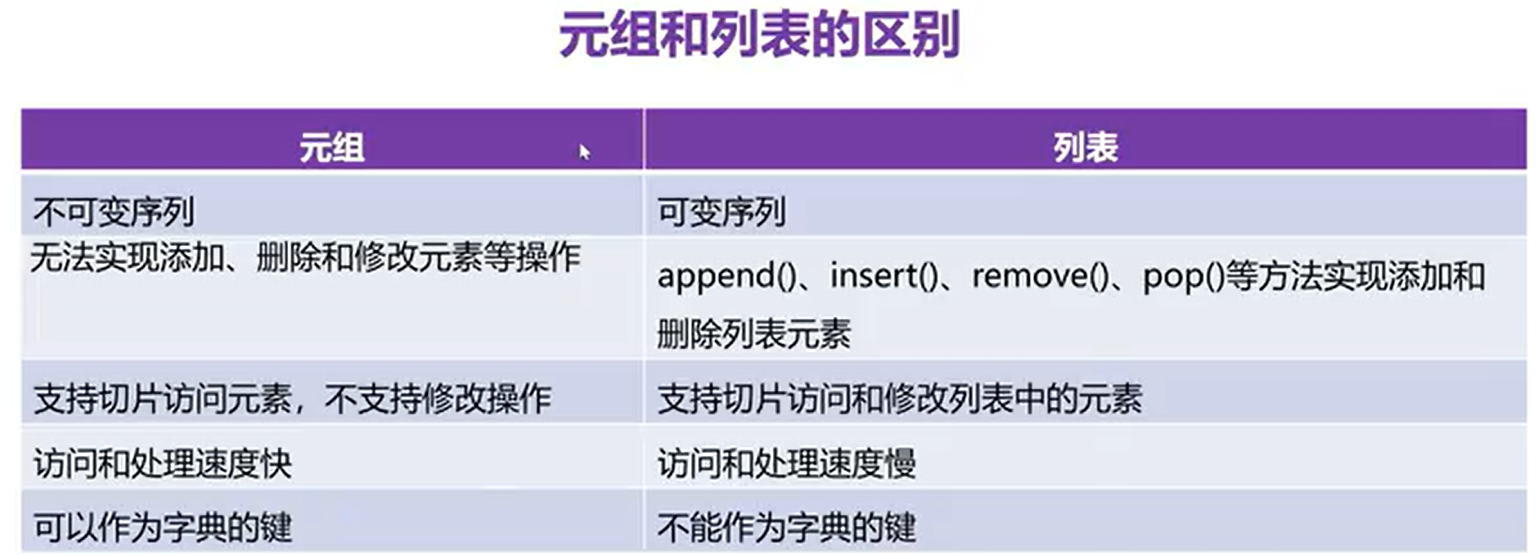 元组和列表的区别
元组 列表
不可变序列 可变序列
无法实现添加、删除和修改元素等操作
append()、insert()、remove()、pop()等方法实现添加和
删除列表元素
支持切片访问元素，不支持修改操作 支持切片访问和修改列表中的元素
访问和处理速度快 访问和处理速度慢
可以作为字典的键 不能作为字典的键